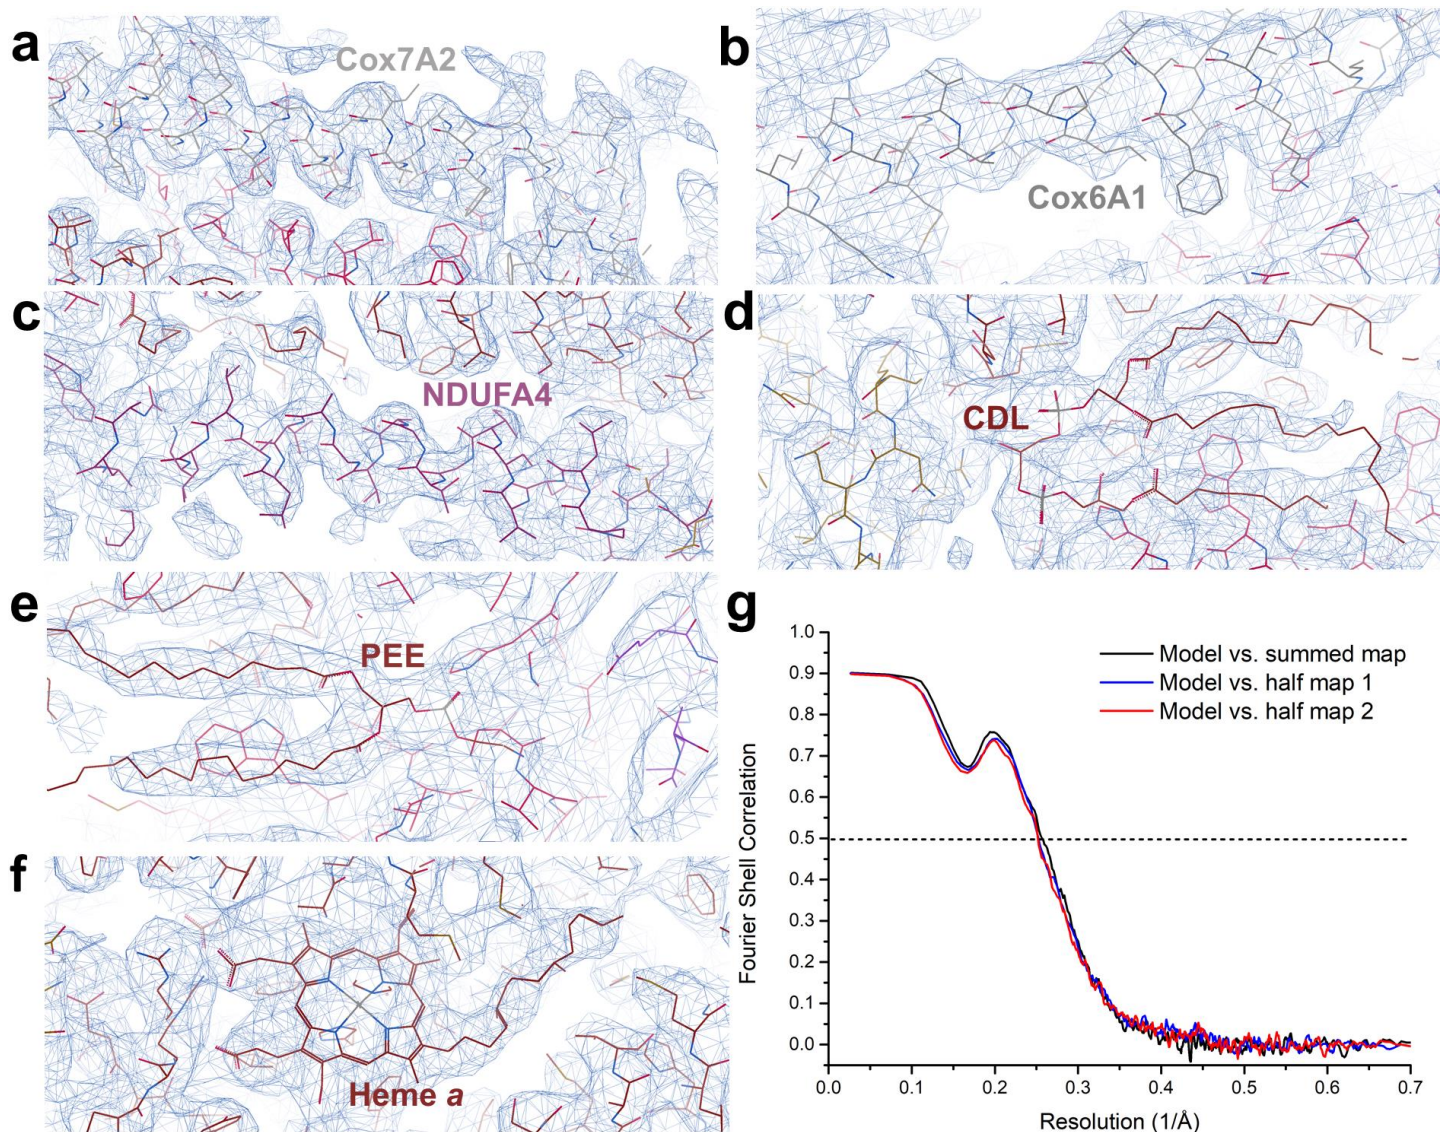 a
Cox7A2
b
Cox6A1
c
NDUFA4
d
CDL
e
PEE
f
Heme a
g
Model vs. summed map
Model vs. half map 1
Model vs. half map 2
Fourier Shell Correlation
1.0
0.9
0.8
0.7
0.6
0.5
0.4
0.3
0.2
0.1
0.0
0.0 0.1 0.2 0.3 0.4 0.5 0.6 0.7
Resolution (1/Å)